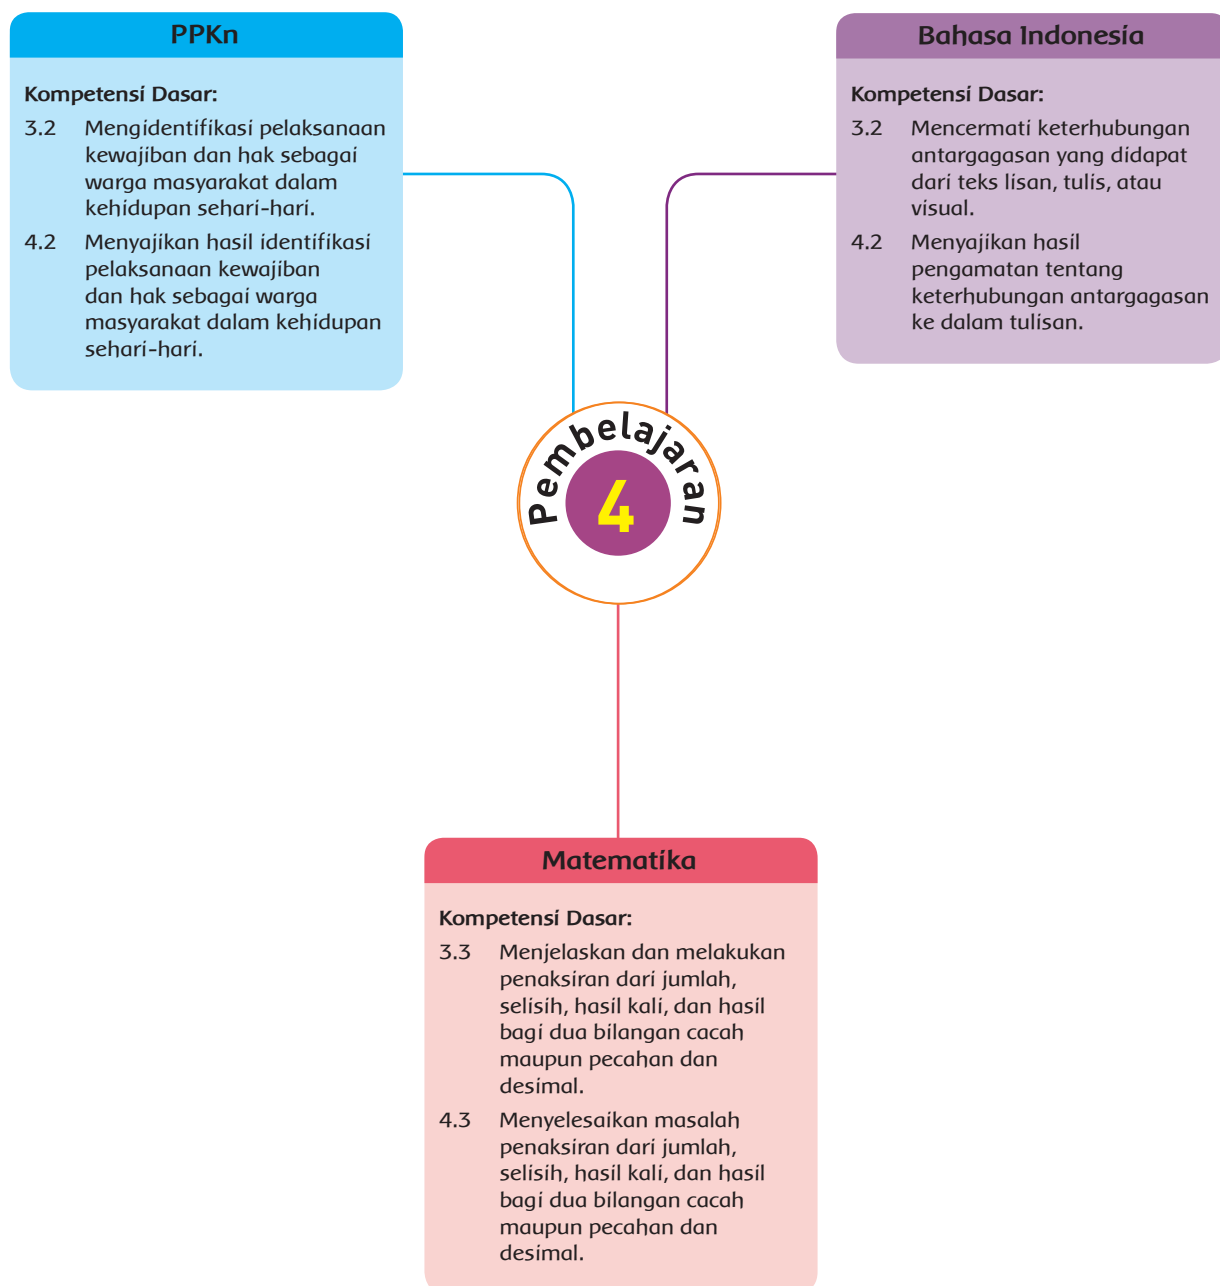 PPKn
Kompetensi Dasar:
3.2 Mengidentifikasi pelaksanaan
kewajiban dan hak sebagai
warga masyarakat dalam
kehidupan sehari-hari.
4.2 Menyajikan hasil identifikasi
pelaksanaan kewajiban
dan hak sebagai warga
masyarakat dalam kehidupan
sehari-hari.
Bahasa Indonesia
Kompetensi Dasar:
3.2 Mencermati keterhubungan
antargagasan yang didapat
dari teks lisan, tulis, atau
visual.
4.2 Menyajikan hasil
pengamatan tentang
keterhubungan antargagasan
ke dalam tulisan.
Pembelajaran
4
Matematika
Kompetensi Dasar:
3.3 Menjelaskan dan melakukan
penaksiran dari jumlah,
selisih, hasil kali, dan hasil
bagi dua bilangan cacah
maupun pecahan dan
desimal.
4.3 Menyelesaikan masalah
penaksiran dari jumlah,
selisih, hasil kali, dan hasil
bagi dua bilangan cacah
maupun pecahan dan
desimal.